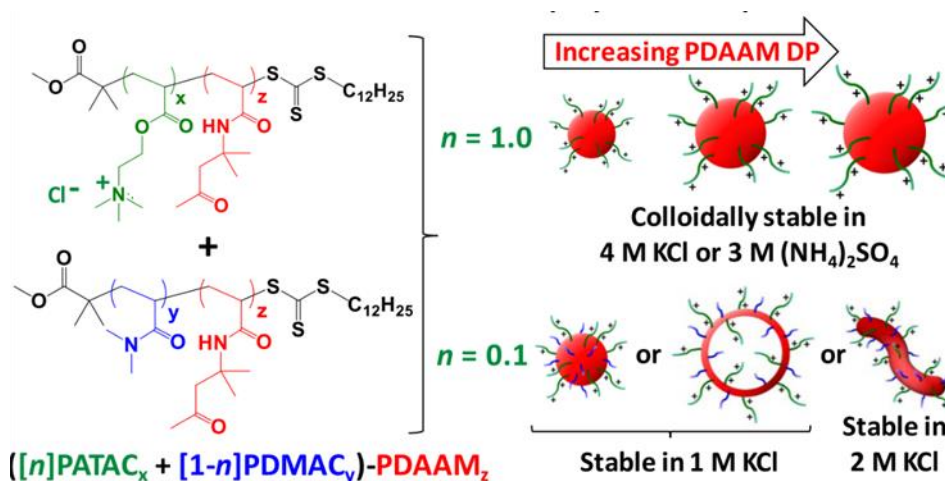 Increasing PDAAM DP
O
O
x
z
S
S
C12H25
O
O
HN
O
S
n = 1.0
Cl−
+
N
O
Colloidally stable in
4 M KCl or 3 M (NH4)2SO4
+
O
O
y
z
S
S
C12H25
N
O
HN
O
S
n = 0.1
or
or
O
Stable in 1 M KCl
Stable in
2 M KCl
([n]PATACx + [1-n]PDMACy)-PDAAMz